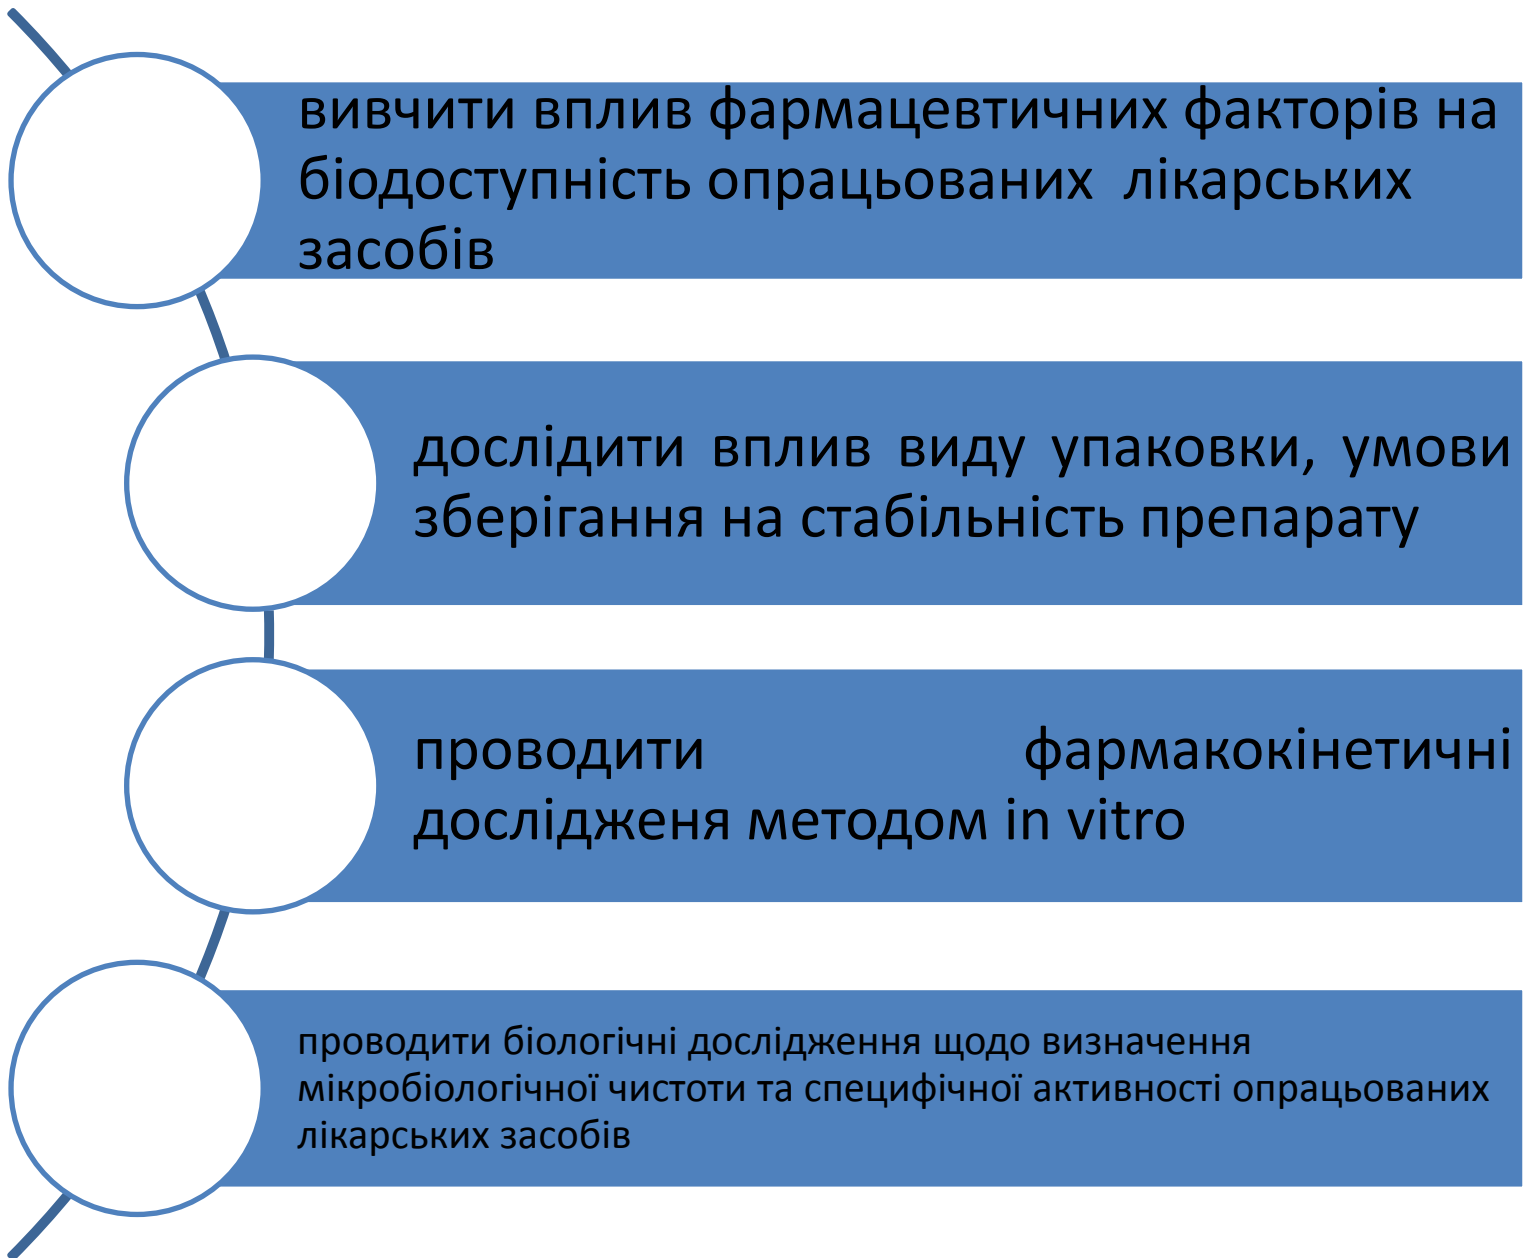 вивчити вплив фармацевтичних факторів на
біодоступність опрацьованих лікарських
засобів
дослідити вплив виду упаковки, умови
зберігання на стабільність препарату
проводити фармакокінетичні
дослідженя методом in vitro
проводити біологічні дослідження щодо визначення
мікробіологічної чистоти та специфічної активності опрацьованих
лікарських засобів